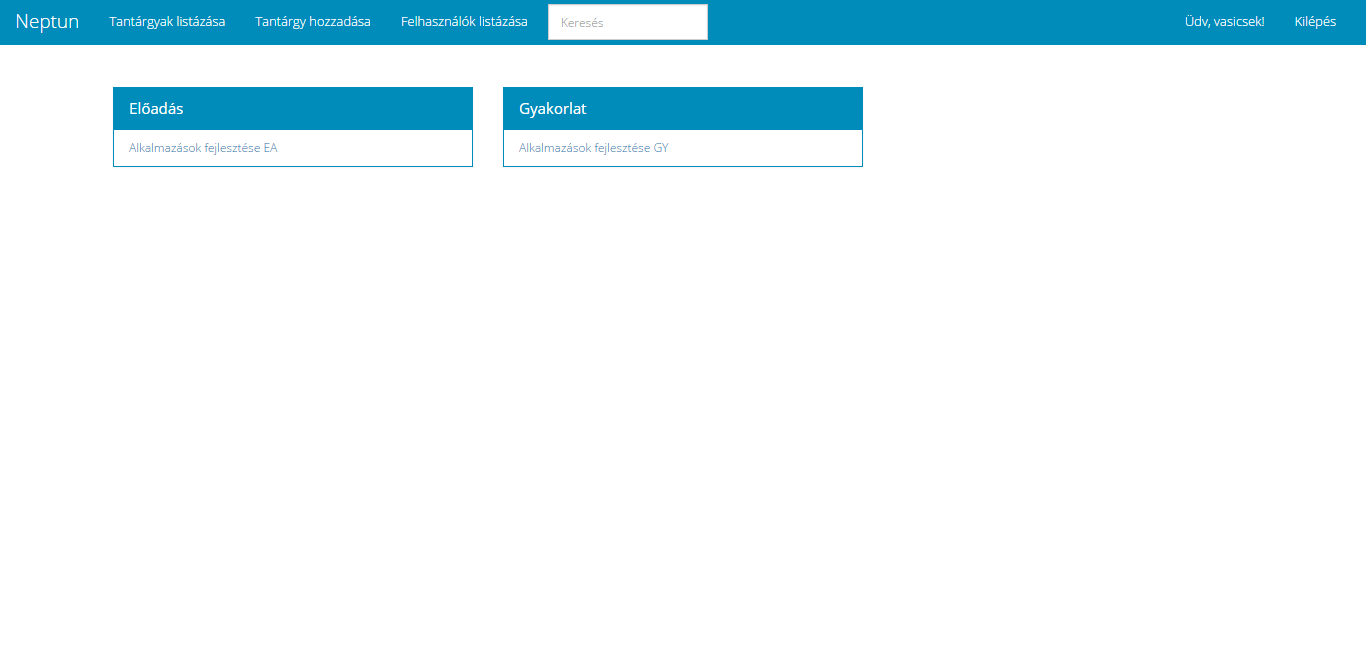 Neptun Tantárgyak listázása Tantárgy hozzadása Felhasználók listázása Keresés Üdv, vasicsek! Kilépés
Előadás
Alkalmazások fejlesztése EA
Gyakorlat
Alkalmazások fejlesztése GY